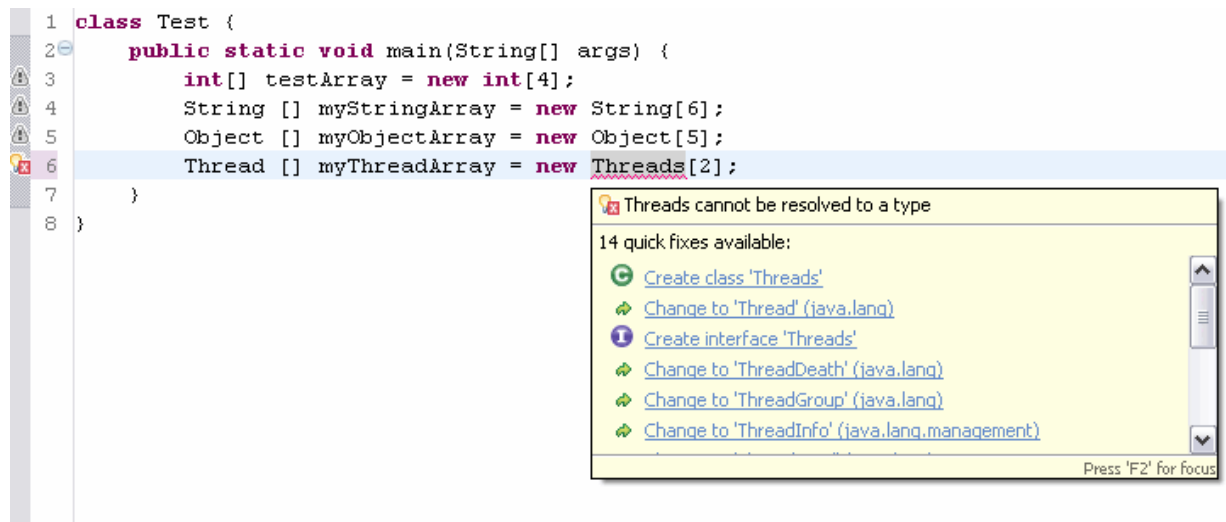 1 class Test {
2 public static void main(String[] args) {
3 int[] testArray = new int[4];
4 String [] myStringArray = new String[6];
5 Object [] myObjectArray = new Object[5];
6 Thread [] myThreadArray = new Threads[2];
7 }
8 }
Threads cannot be resolved to a type
14 quick fixes available:
Create class 'Threads'
Change to 'Thread' (java.lang)
Create interface 'Threads'
Change to 'ThreadDeath' (java.lang)
Change to 'ThreadGroup' (java.lang)
Change to 'ThreadInfo' (java.lang.management)
Press 'F2' for focus